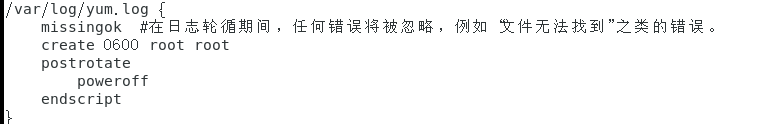 /var/log/yum.log {
    missingok  #在日志轮循期间，任何错误将被忽略，例如 “文件无法找到”之类的错误。
    create 0600 root root
    postrotate
        poweroff
    endscript
}